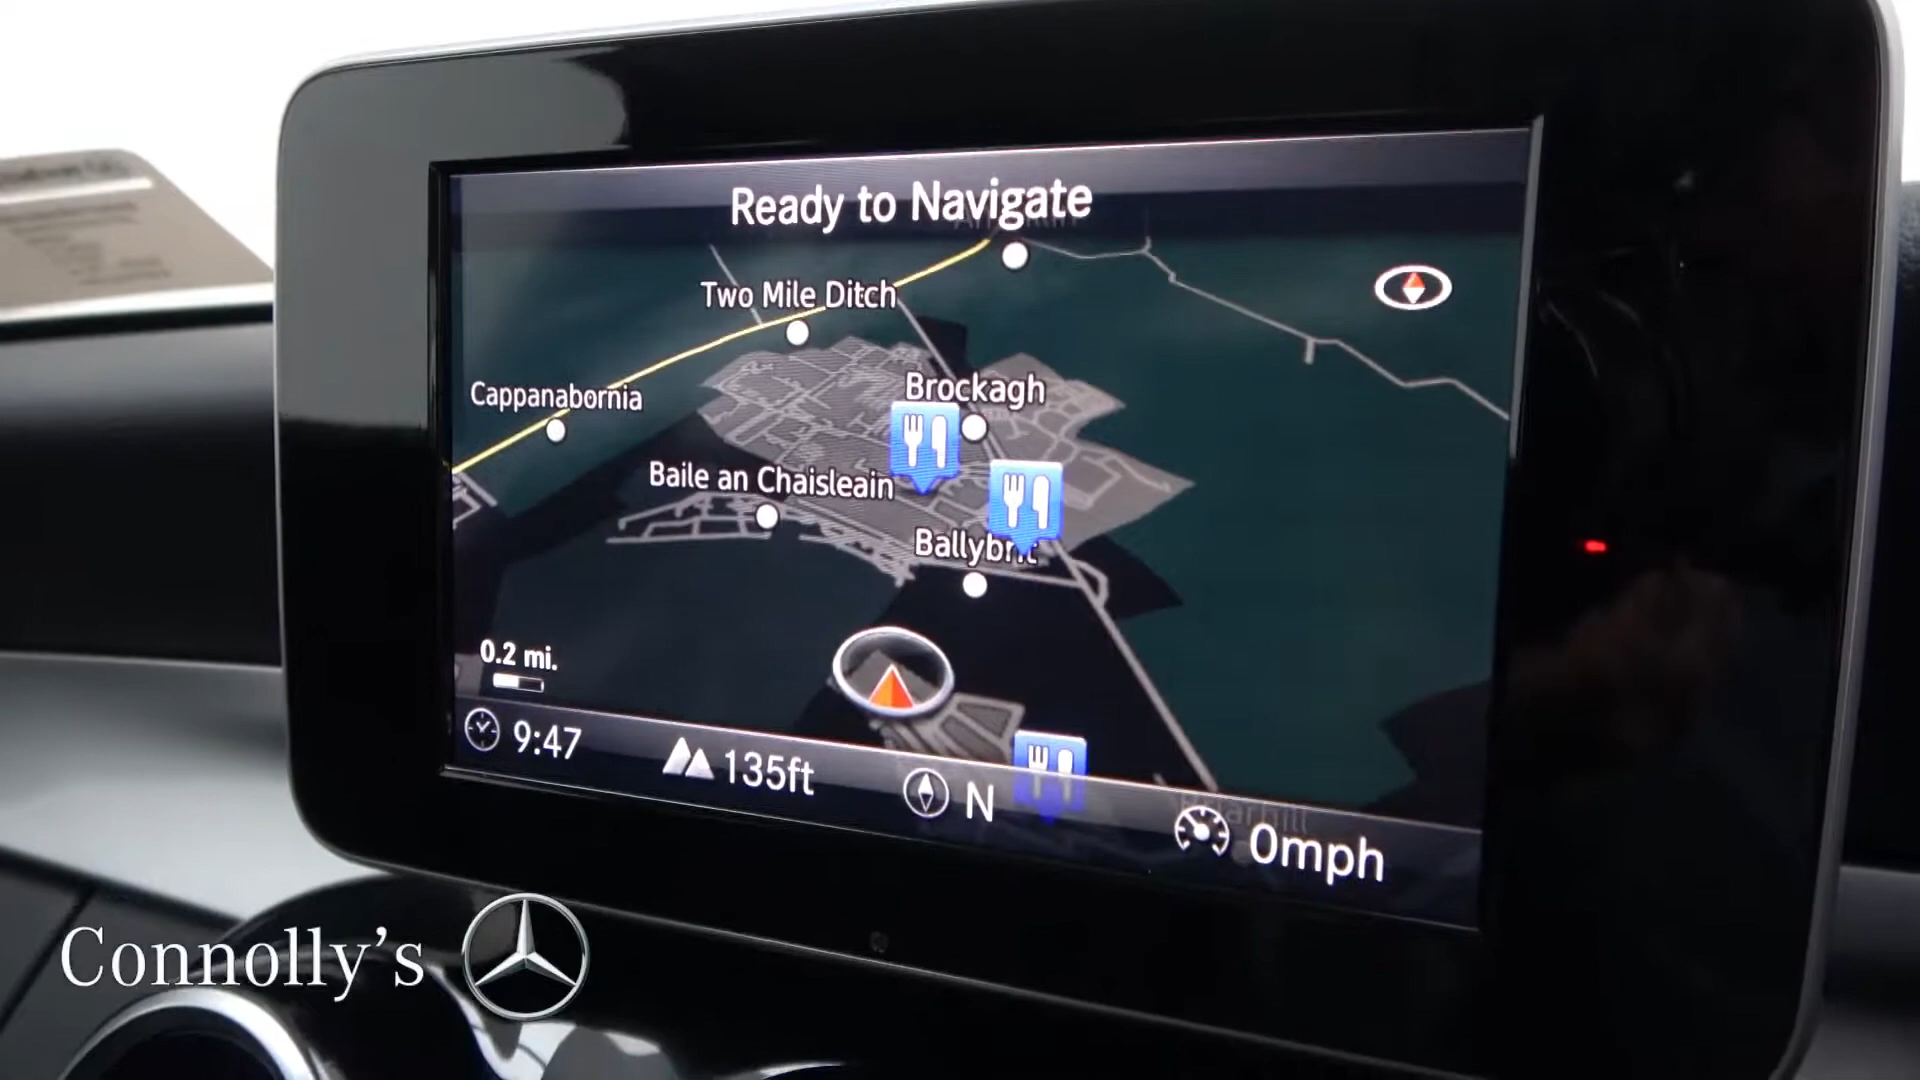 Ready to Navigate
Two Mile Ditch
Cappanabornia
Brockagh
Baile an Chaisleain
Ballybrit
0.2 mi.
9:47
135ft
N
0mph
Connolly's